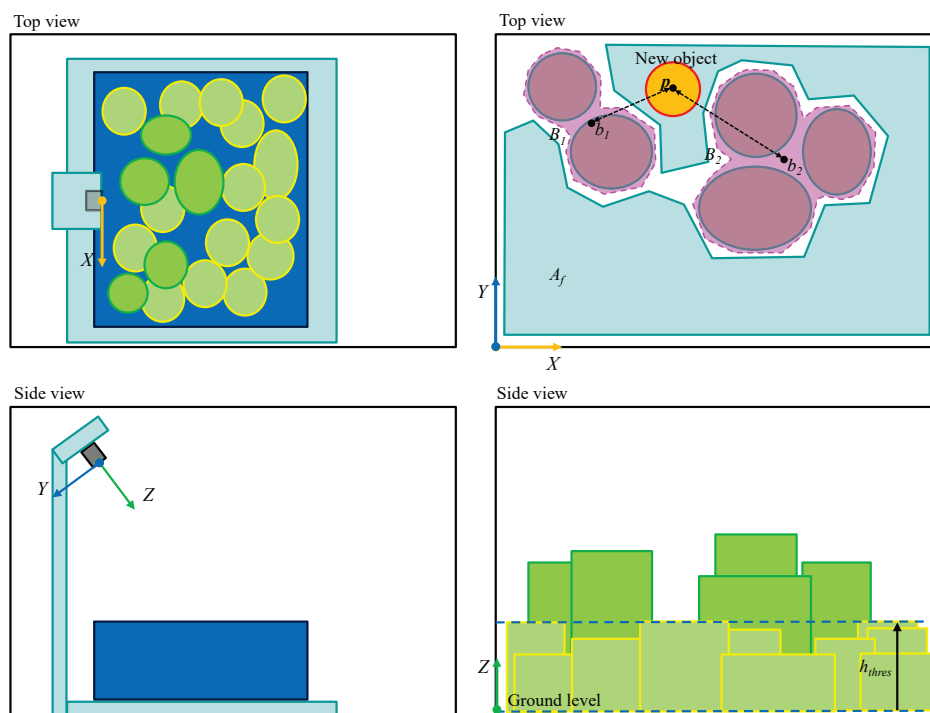 Top view
X
Top view
New object
p
b1
B1
B2
b2
Af
Y
X
Side view
Y
Z
Side view
Z
hthres
Ground level